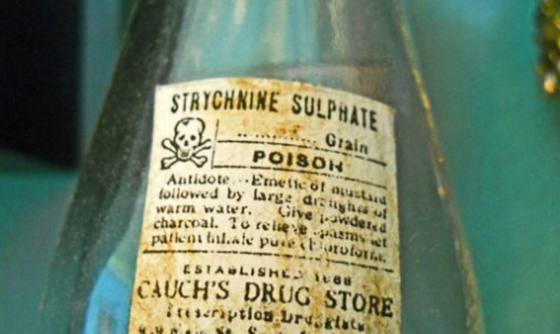 STRYCHNINE SULPHATE
Grain
POISON
Antidote...Emetic of mustard
followed by large draughts of
warm water. Give powdered
charcoal. To relieve spasms let
patient inhale pure chloroform.
ESTABLISHED 1888
CAUCH'S DRUG STORE
Prescription Druggists